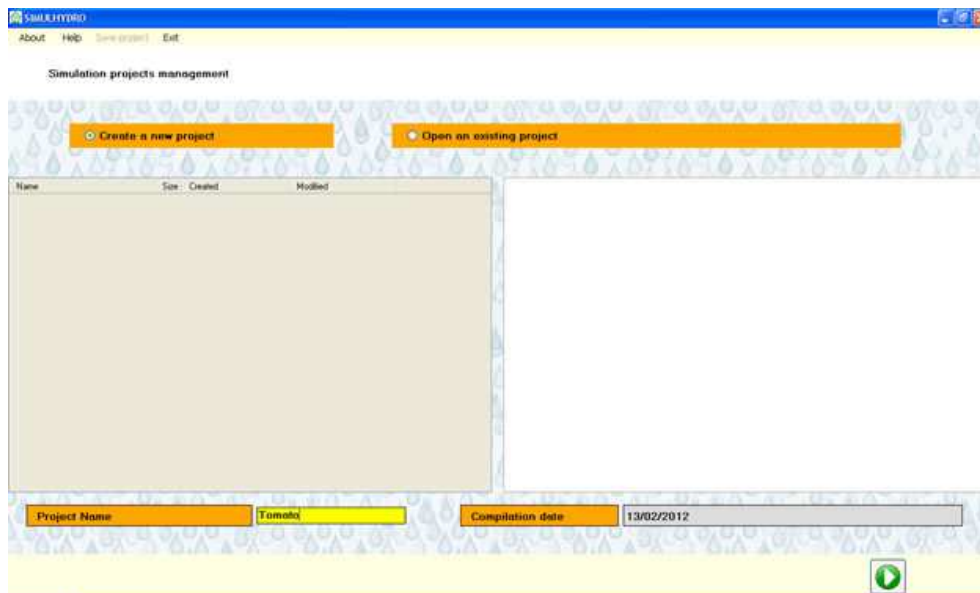 SIMULHYDRO
About Help Save project Exit
Simulation projects management
Create a new project Open an existing project
Name Size Created Modified
Project Name Tomato Compilation date 13/02/2012